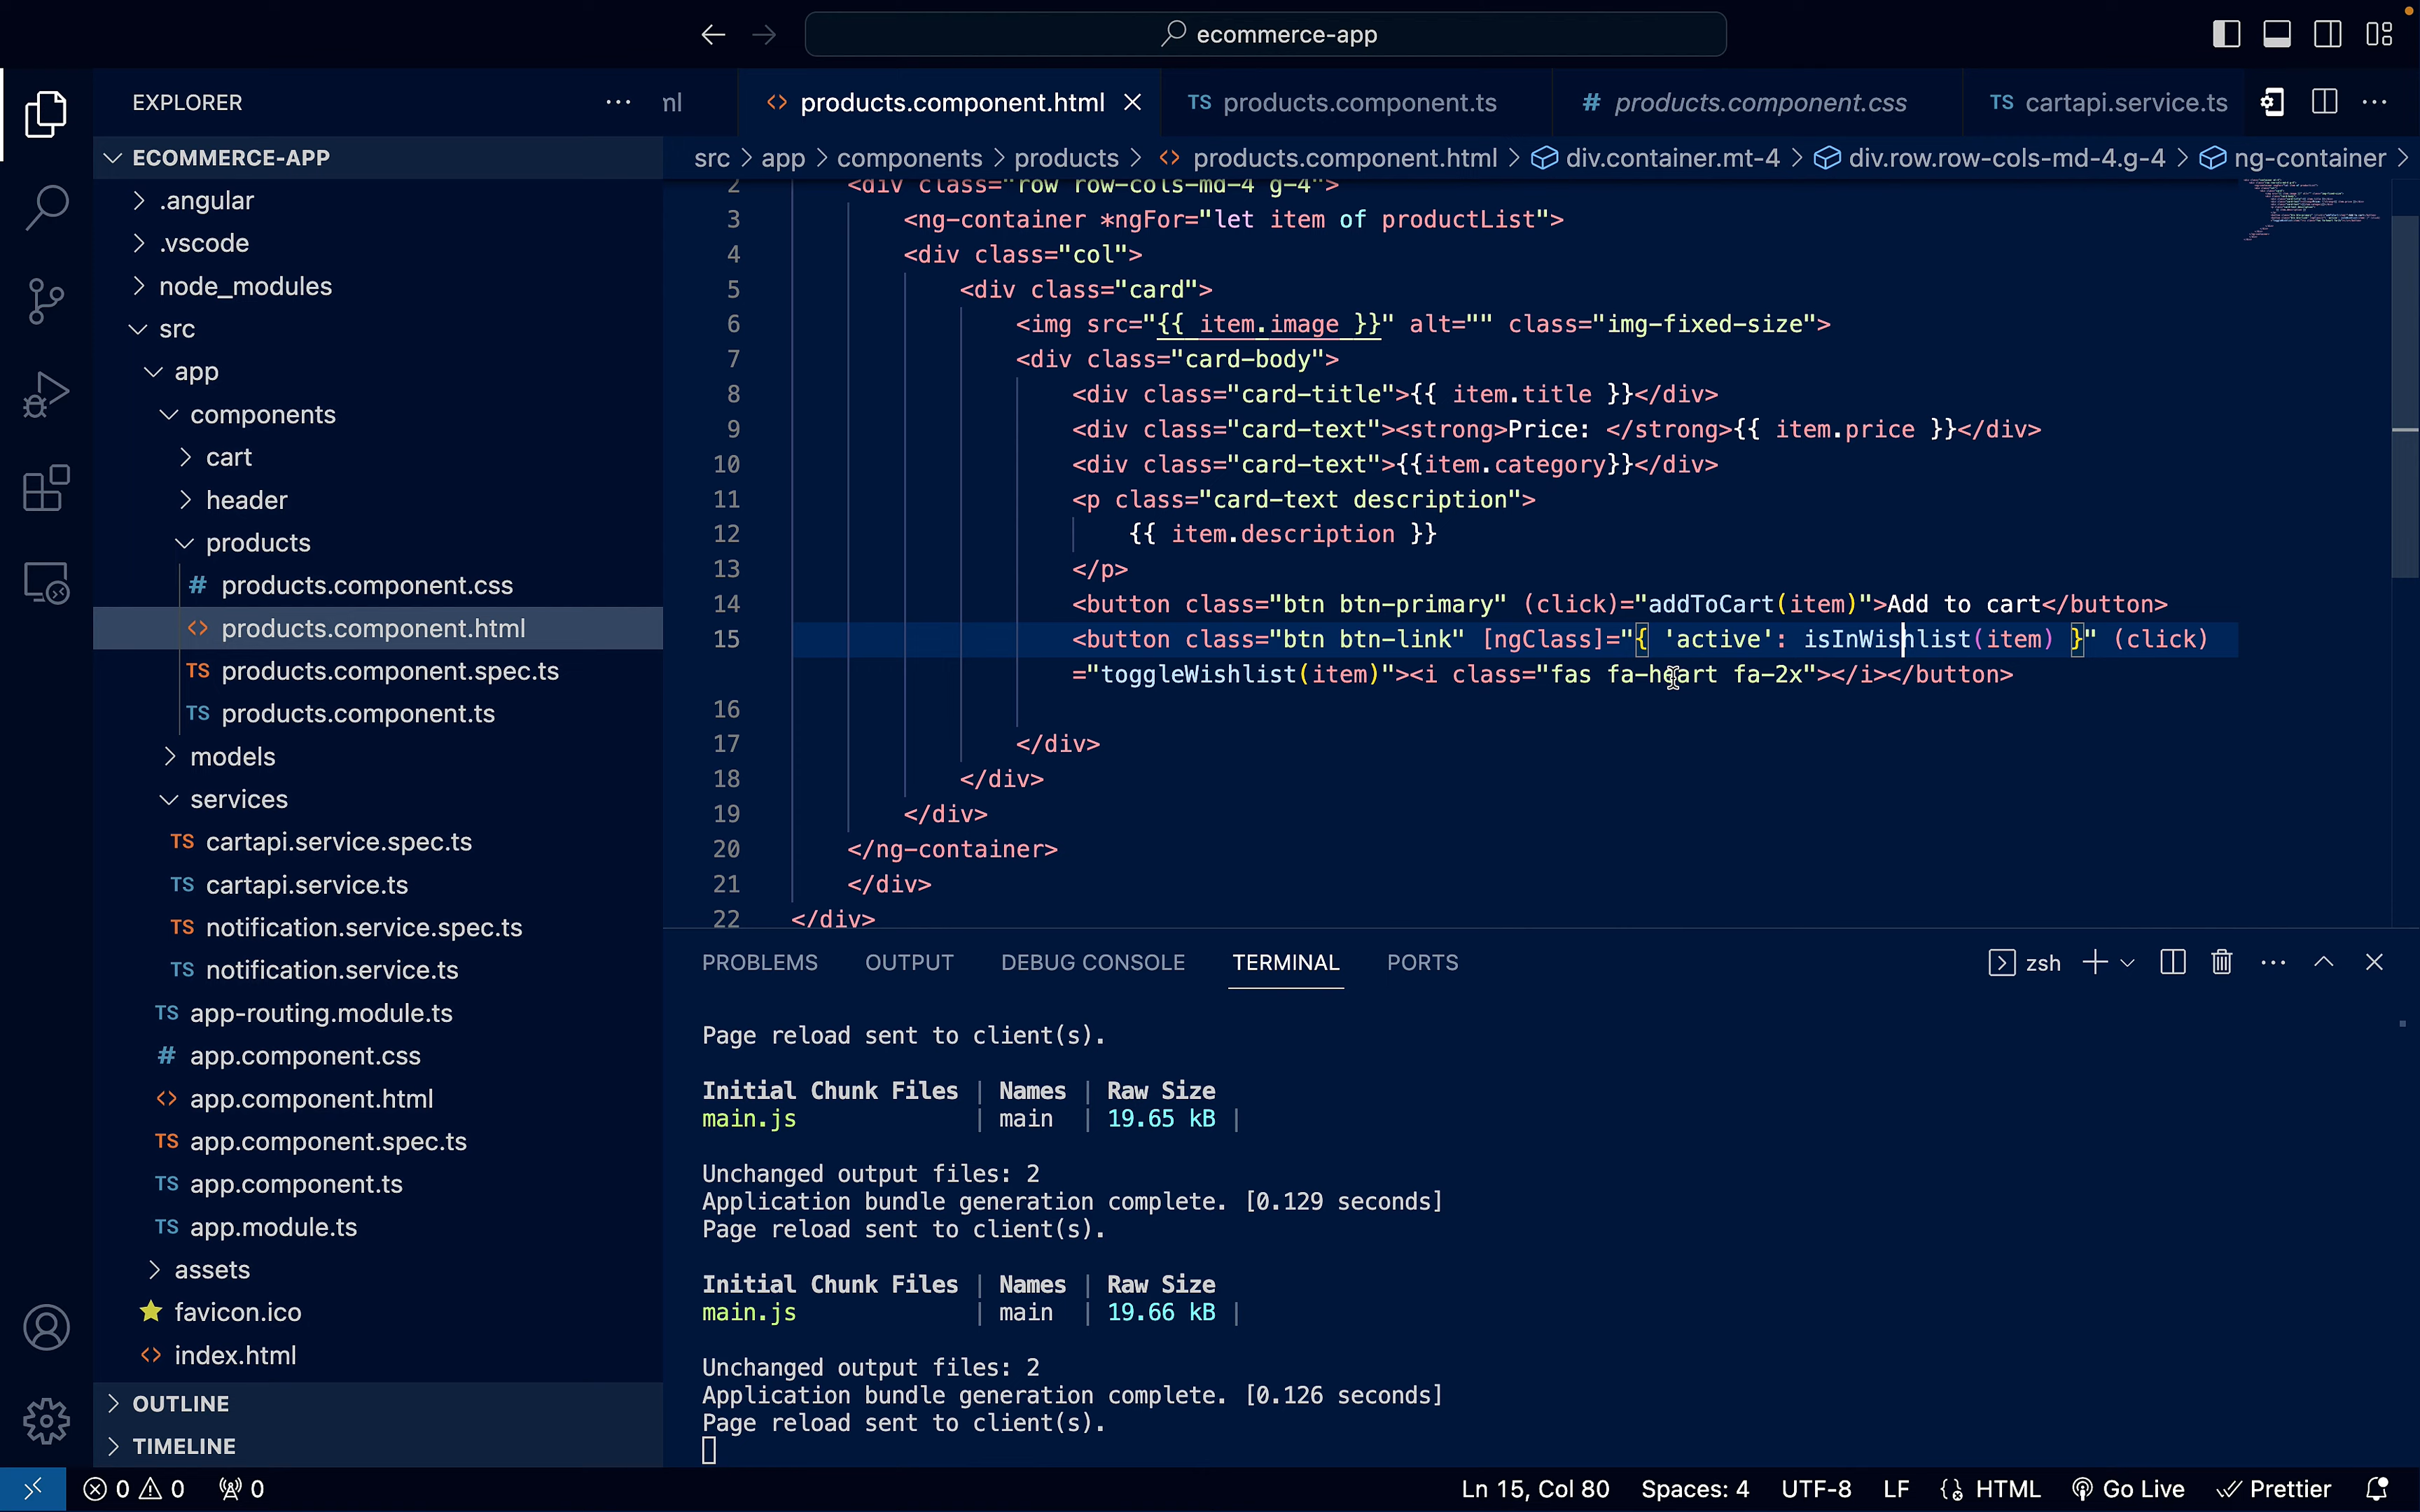 ecommerce-app
EXPLORER
ml
products.component.html
products.component.ts
products.component.css
cartapi.service.ts
ECOMMERCE-APP
src > app > components > products > products.component.html > div.container.mt-4 > div.row.row-cols-md-4.g-4 > ng-container >
.angular
.vscode
node_modules
src
app
components
cart
header
products
products.component.css
products.component.html
products.component.spec.ts
products.component.ts
models
services
cartapi.service.spec.ts
cartapi.service.ts
notification.service.spec.ts
notification.service.ts
app-routing.module.ts
app.component.css
app.component.html
app.component.spec.ts
app.component.ts
app.module.ts
assets
favicon.ico
index.html
OUTLINE
TIMELINE
2 <div class="row row-cols-md-4 g-4">
3 <ng-container *ngFor="let item of productList">
4 <div class="col">
5 <div class="card">
6 <img src="{{ item.image }}" alt="" class="img-fixed-size">
7 <div class="card-body">
8 <div class="card-title">{{ item.title }}</div>
9 <div class="card-text"><strong>Price: </strong>{{ item.price }}</div>
10 <div class="card-text">{{item.category}}</div>
11 <p class="card-text description">
12 {{ item.description }}
13 </p>
14 <button class="btn btn-primary" (click)="addToCart(item)">Add to cart</button>
15 <button class="btn btn-link" [ngClass]="{ 'active': isInWishlist(item) }" (click)
="toggleWishlist(item)"><i class="fas fa-heart fa-2x"></i></button>
16
17 </div>
18 </div>
19 </div>
20 </ng-container>
21 </div>
22 </div>
PROBLEMS OUTPUT DEBUG CONSOLE TERMINAL PORTS
zsh
Page reload sent to client(s).
Initial Chunk Files | Names | Raw Size
main.js | main | 19.65 kB |
Unchanged output files: 2
Application bundle generation complete. [0.129 seconds]
Page reload sent to client(s).
Initial Chunk Files | Names | Raw Size
main.js | main | 19.66 kB |
Unchanged output files: 2
Application bundle generation complete. [0.126 seconds]
Page reload sent to client(s).
0 0 0
Ln 15, Col 80 Spaces: 4 UTF-8 LF HTML Go Live Prettier